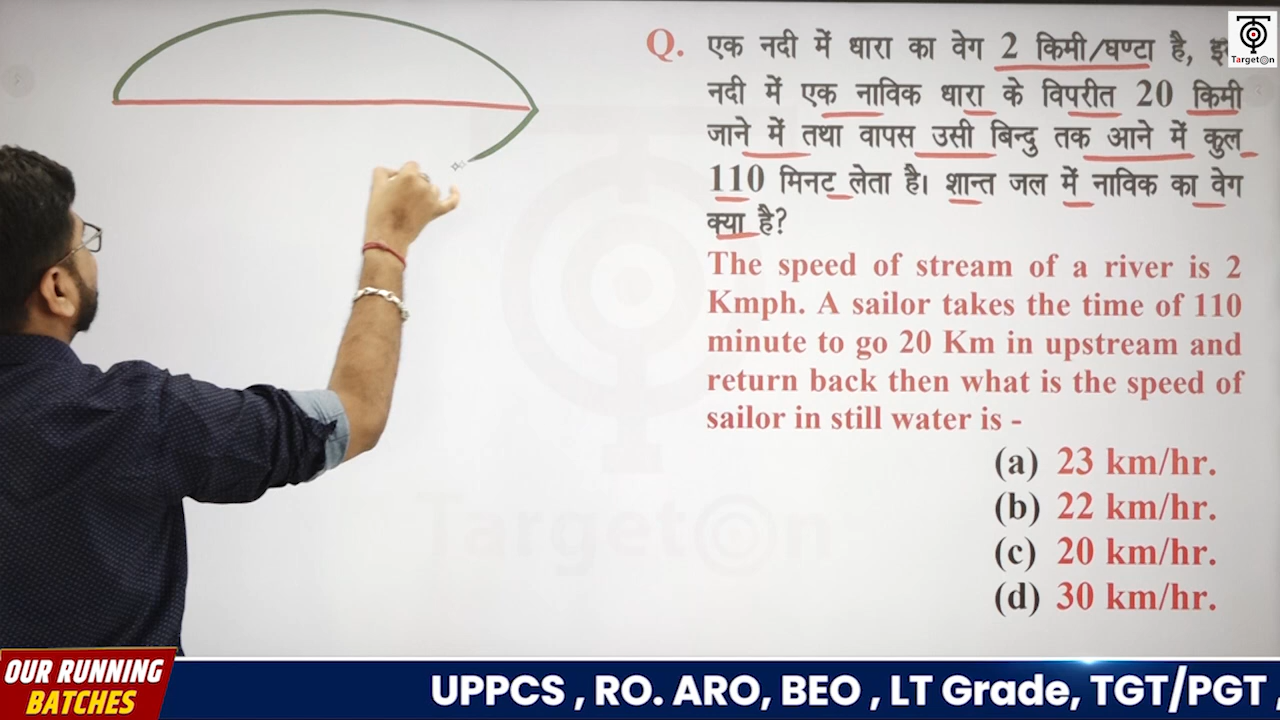 Q. एक नदी में धारा का वेग 2 किमी/घण्टा है,
नदी में एक नाविक धारा के विपरीत 20 किमी
जाने में तथा वापस उसी बिन्दु तक आने में कुल
110 मिनट लेता है। शान्त जल में नाविक का वेग
क्या है?
The speed of stream of a river is 2
Kmph. A sailor takes the time of 110
minute to go 20 Km in upstream and
return back then what is the speed of
sailor in still water is -
(a) 23 km/hr.
(b) 22 km/hr.
(c) 20 km/hr.
(d) 30 km/hr.
TargetOn
TargetOn
OUR RUNNING
BATCHES
UPPCS , RO. ARO, BEO , LT Grade, TGT/PGT ,